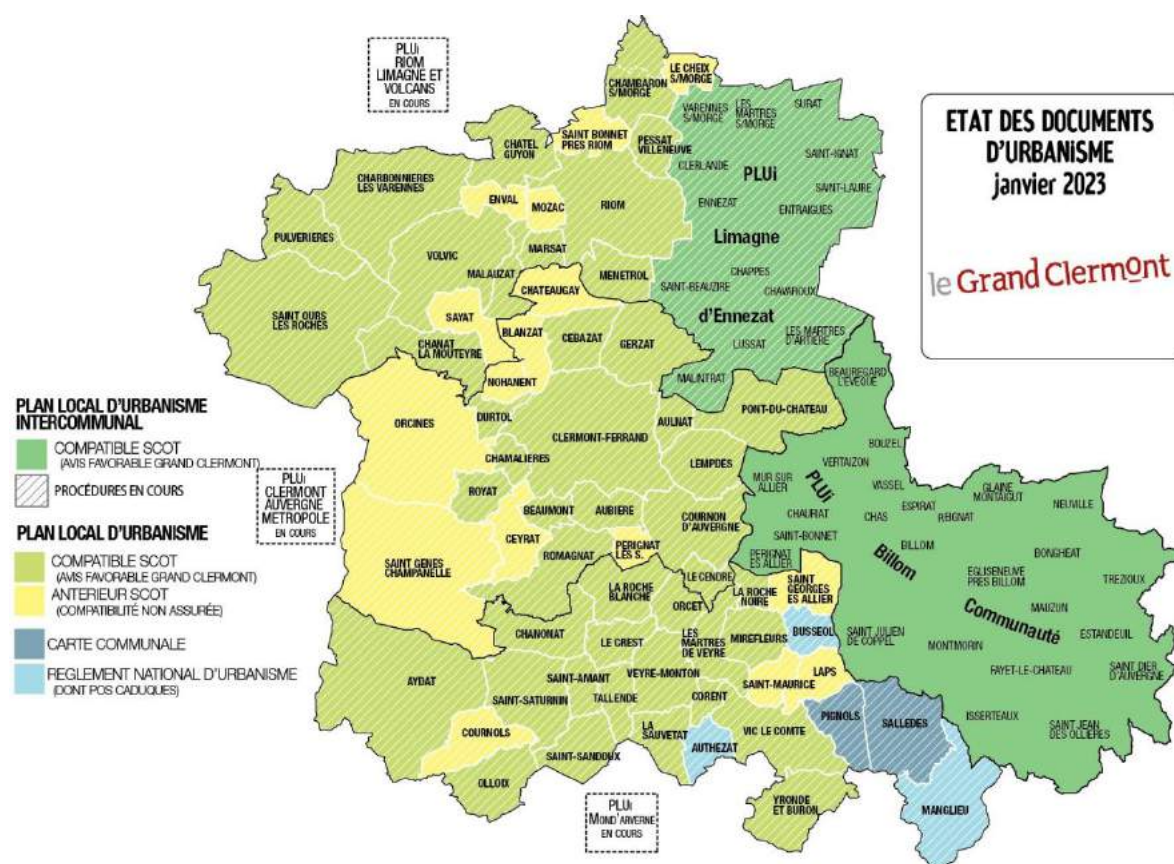 ETAT DES DOCUMENTS
D'URBANISME
janvier 2023
le Grand Clermont
PLUi
RIOM
LIMAGNE ET
VOLCANS
EN COURS
LE CHEIX
S/MORGE
CHAMBARON
S/MORGE
VARENNES
S/MORGE
LES
MARTRES
S/MORGE
SURAT
SAINT BONNET
PRES RIOM
PESSAT
VILLENEUVE
CHATEL
GUYON
CLERLANDE
SAINT-IGNAT
PLUi
CHARBONNIERES
LES VARENNES
SAINT-LAURE
ENVAL
MOZAC
RIOM
ENNEZAT
ENTRAIGUES
PULVERIERES
VOLVIC
MARSAT
Limagne
MALAUZAT
MENETROL
CHAPPES
CHATEAUGAY
SAINT-BEAUZIRE
CHAVAROUX
SAINT OURS
LES ROCHES
SAYAT
BLANZAT
CEBAZAT
GERZAT
d'Ennezat
CHANAT
LA MOUTEYRE
LUSSAT
LES MARTRES
D'ARTIERE
NOHANENT
MALINTRAT
BEAUREGARD
L'EVEQUE
ORCINES
DURTOL
AULNAT
PONT-DU-CHATEAU
CLERMONT-FERRAND
CHAMALIERES
LEMPDES
BOUZEL
VERTAIZON
ROYAT
MUR SUR
ALLIER
PLUi
VASSEL
GLAINE
MONTAIGUT
NEUVILLE
BEAUMONT
AUBIERE
COURNON
D'AUVERGNE
CHAURIAT
CHAS
ESPIRAT
REIGNAT
SAINT-BONNET
CEYRAT
PERIGNAT
LES S.
BILLOM
Billom
BONGHEAT
SAINT GENES
CHAMPANELLE
ROMAGNAT
PERIGNAT
ES ALLIER
EGLISENEUVE
PRES BILLOM
TREZIOUX
LE CENDRE
SAINT
GEORGES
ES ALLIER
LA ROCHE
BLANCHE
ORCET
LA ROCHE
NOIRE
MAUZUN
Communauté
CHANONAT
LE CREST
LES
MARTRES
DE VEYRE
MIREFLEURS
BUSSEOL
SAINT JULIEN
DE COPPEL
ESTANDEUIL
MONTMORIN
AYDAT
SAINT-AMANT
VEYRE-MONTON
LAPS
SAINT-MAURICE
FAYET-LE-CHATEAU
SAINT DIER
D'AUVERGNE
SAINT-SATURNIN
TALLENDE
CORENT
PIGNOLS
SALLEDES
ISSERTEAUX
COURNOLS
LA
SAUVETAT
AUTHEZAT
VIC LE COMTE
SAINT JEAN
DES OLLIERES
SAINT-SANDOUX
OLLOIX
YRONDE
ET BURON
MANGLIEU
PLUi
MOND'ARVERNE
EN COURS
PLUi
CLERMONT
AUVERGNE
METROPOLE
EN COURS
PLAN LOCAL D'URBANISME
INTERCOMMUNAL
COMPATIBLE SCOT
(AVIS FAVORABLE GRAND CLERMONT)
PROCÉDURES EN COURS
PLAN LOCAL D'URBANISME
COMPATIBLE SCOT
(AVIS FAVORABLE GRAND CLERMONT)
ANTERIEUR SCOT
(COMPATIBILITÉ NON ASSURÉE)
CARTE COMMUNALE
REGLEMENT NATIONAL D'URBANISME
(DONT POS CADUQUES)